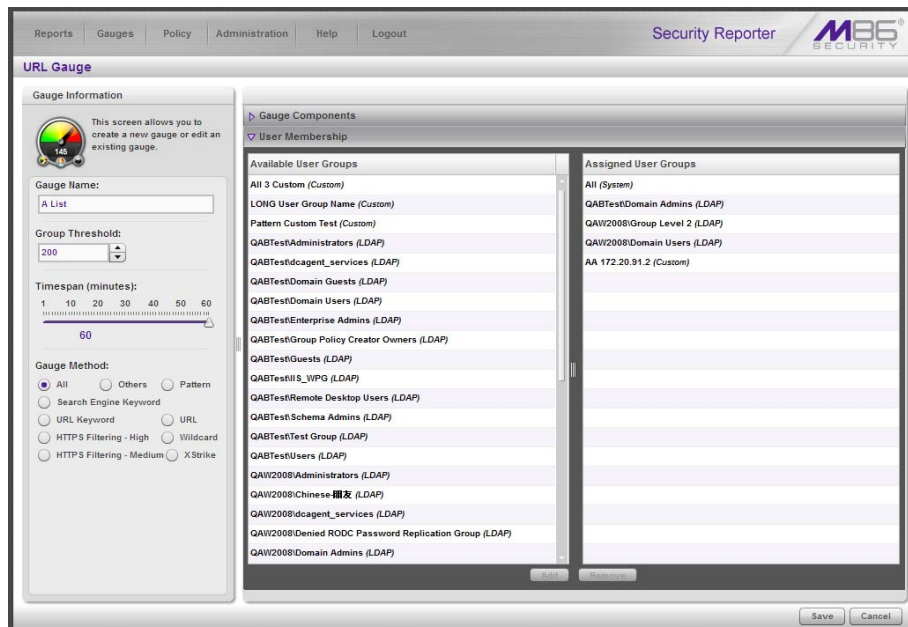 Reports Gauges Policy Administration Help Logout
Security Reporter
M86®
SECURITY
URL Gauge
Gauge Information
This screen allows you to
create a new gauge or edit an
existing gauge.
145
Gauge Name:
A List
Group Threshold:
200
Timespan (minutes):
1 10 20 30 40 50 60
60
Gauge Method:
All Others Pattern
Search Engine Keyword
URL Keyword URL
HTTPS Filtering - High Wildcard
HTTPS Filtering - Medium XStrike
Gauge Components
User Membership
Available User Groups
All 3 Custom (Custom)
LONG User Group Name (Custom)
Pattern Custom Test (Custom)
QABTest\Administrators (LDAP)
QABTest\dcagent_services (LDAP)
QABTest\Domain Guests (LDAP)
QABTest\Domain Users (LDAP)
QABTest\Enterprise Admins (LDAP)
QABTest\Group Policy Creator Owners (LDAP)
QABTest\Guests (LDAP)
QABTest\IIS_WPG (LDAP)
QABTest\Remote Desktop Users (LDAP)
QABTest\Schema Admins (LDAP)
QABTest\Test Group (LDAP)
QABTest\Users (LDAP)
QAW2008\Administrators (LDAP)
QAW2008\Chinese-朋友 (LDAP)
QAW2008\dcagent_services (LDAP)
QAW2008\Denied RODC Password Replication Group (LDAP)
QAW2008\Domain Admins (LDAP)
Add
Assigned User Groups
All (System)
QABTest\Domain Admins (LDAP)
QAW2008\Group Level 2 (LDAP)
QAW2008\Domain Users (LDAP)
AA 172.20.91.2 (Custom)
Remove
Save Cancel